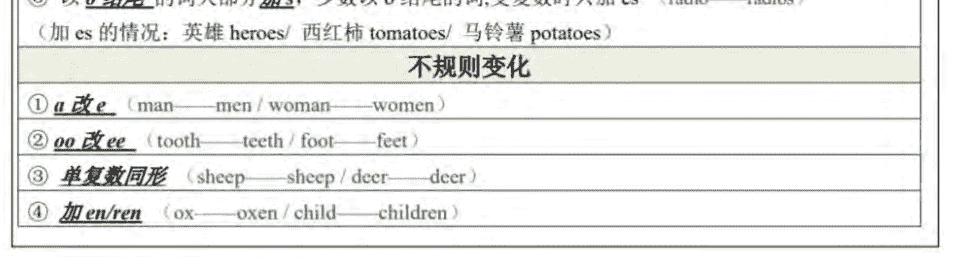 （加 es 的情况：英雄 heroes/ 西红柿 tomatoes/ 马铃薯 potatoes）
不规则变化
① a 改 e （man——men / woman——women）
② oo 改 ee （tooth——teeth / foot——feet）
③ 单复数同形 （sheep——sheep / deer——deer）
④ 加 en/ren （ox——oxen / child——children）